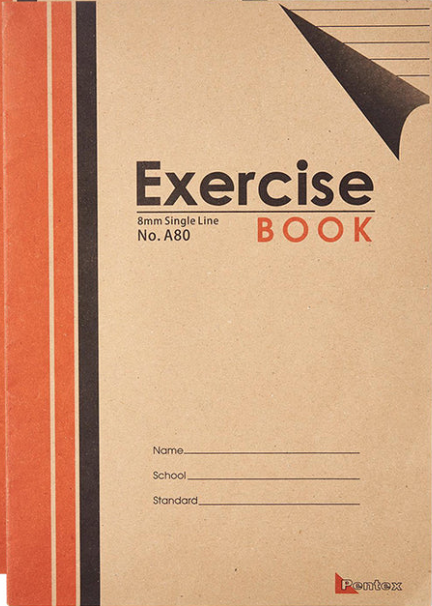 Exercise
8mm Single Line
No. A80
BOOK
Name
School
Standard
Pentex